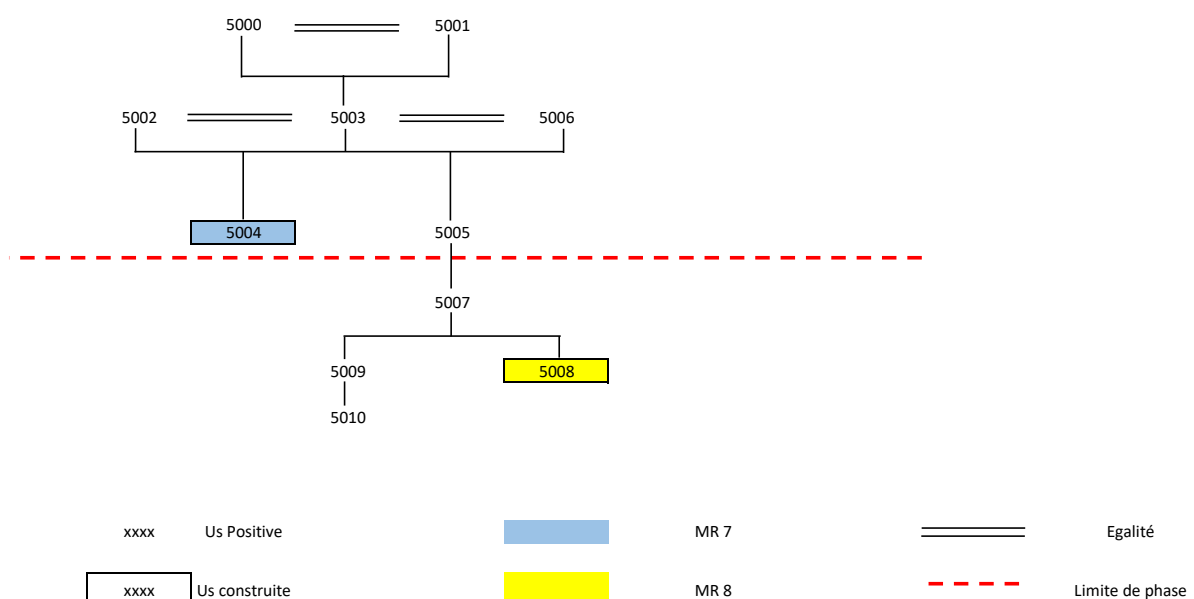 5000 5001
5002 5003 5006
5004 5005
5007
5009 5008
5010
xxxx Us Positive MR 7 Egalité
xxxx Us construite MR 8 Limite de phase